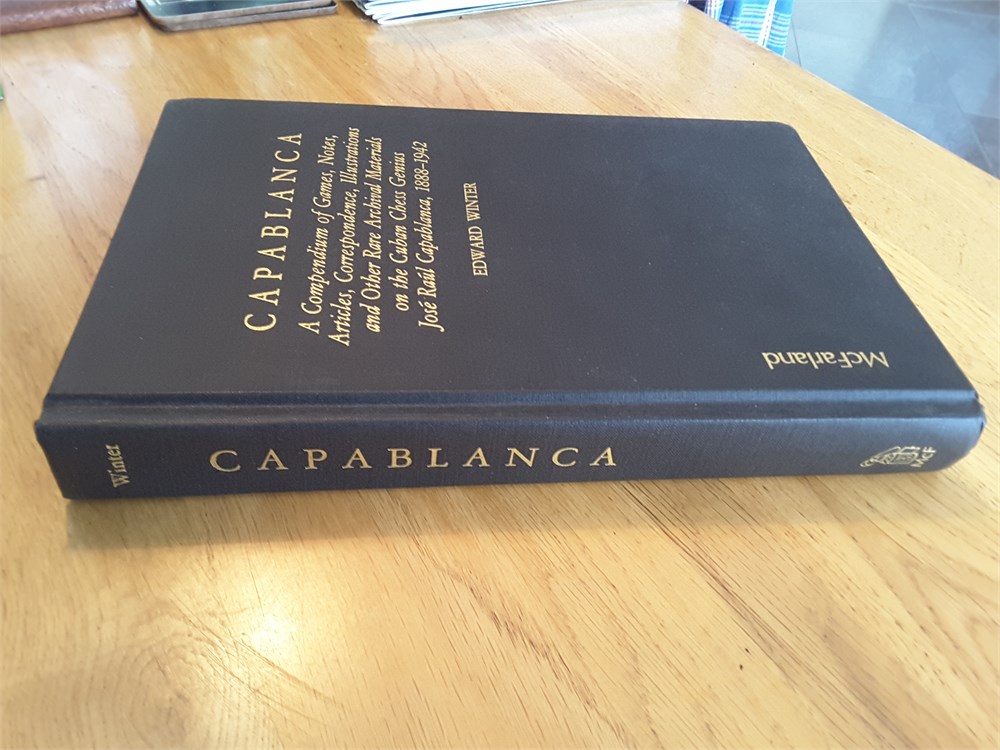 CAPABLANCA
A Compendium of Games, Notes,
Articles, Correspondence, Illustrations
and Other Rare Archival Materials
on the Cuban Chess Genius
José Raúl Capablanca, 1888–1942
EDWARD WINTER
McFarland
Winter
CAPABLANCA
McF